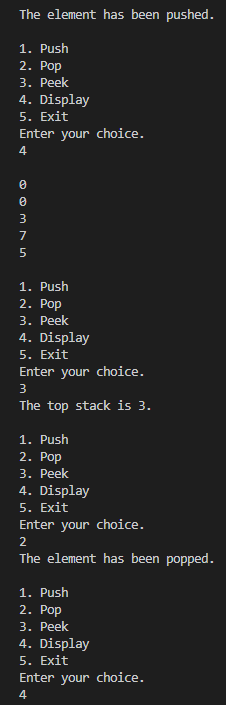 The element has been pushed.
1. Push
2. Pop
3. Peek
4. Display
5. Exit
Enter your choice.
4
0
0
3
7
5
1. Push
2. Pop
3. Peek
4. Display
5. Exit
Enter your choice.
3
The top stack is 3.
1. Push
2. Pop
3. Peek
4. Display
5. Exit
Enter your choice.
2
The element has been popped.
1. Push
2. Pop
3. Peek
4. Display
5. Exit
Enter your choice.
4